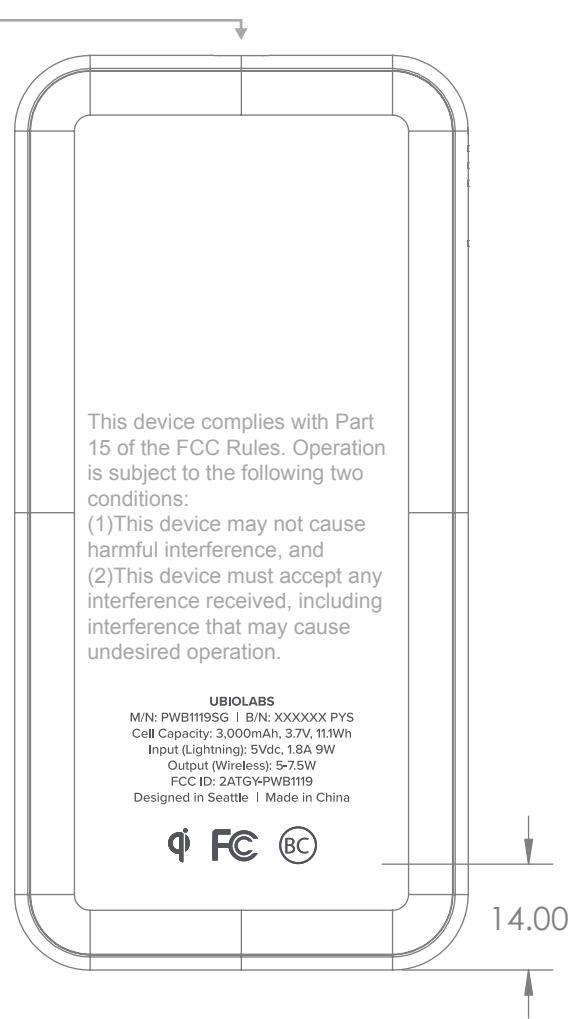 This device complies with Part
15 of the FCC Rules. Operation
is subject to the following two
conditions:
(1)This device may not cause
harmful interference, and
(2)This device must accept any
interference received, including
interference that may cause
undesired operation.
UBIOLABS
M/N: PWB1119SG | B/N: XXXXXX PYS
Cell Capacity: 3,000mAh, 3.7V, 11.1Wh
Input (Lightning): 5Vdc, 1.8A 9W
Output (Wireless): 5-7.5W
FCC ID: 2ATGY-PWB1119
Designed in Seattle | Made in China
qi FC BC
14.00